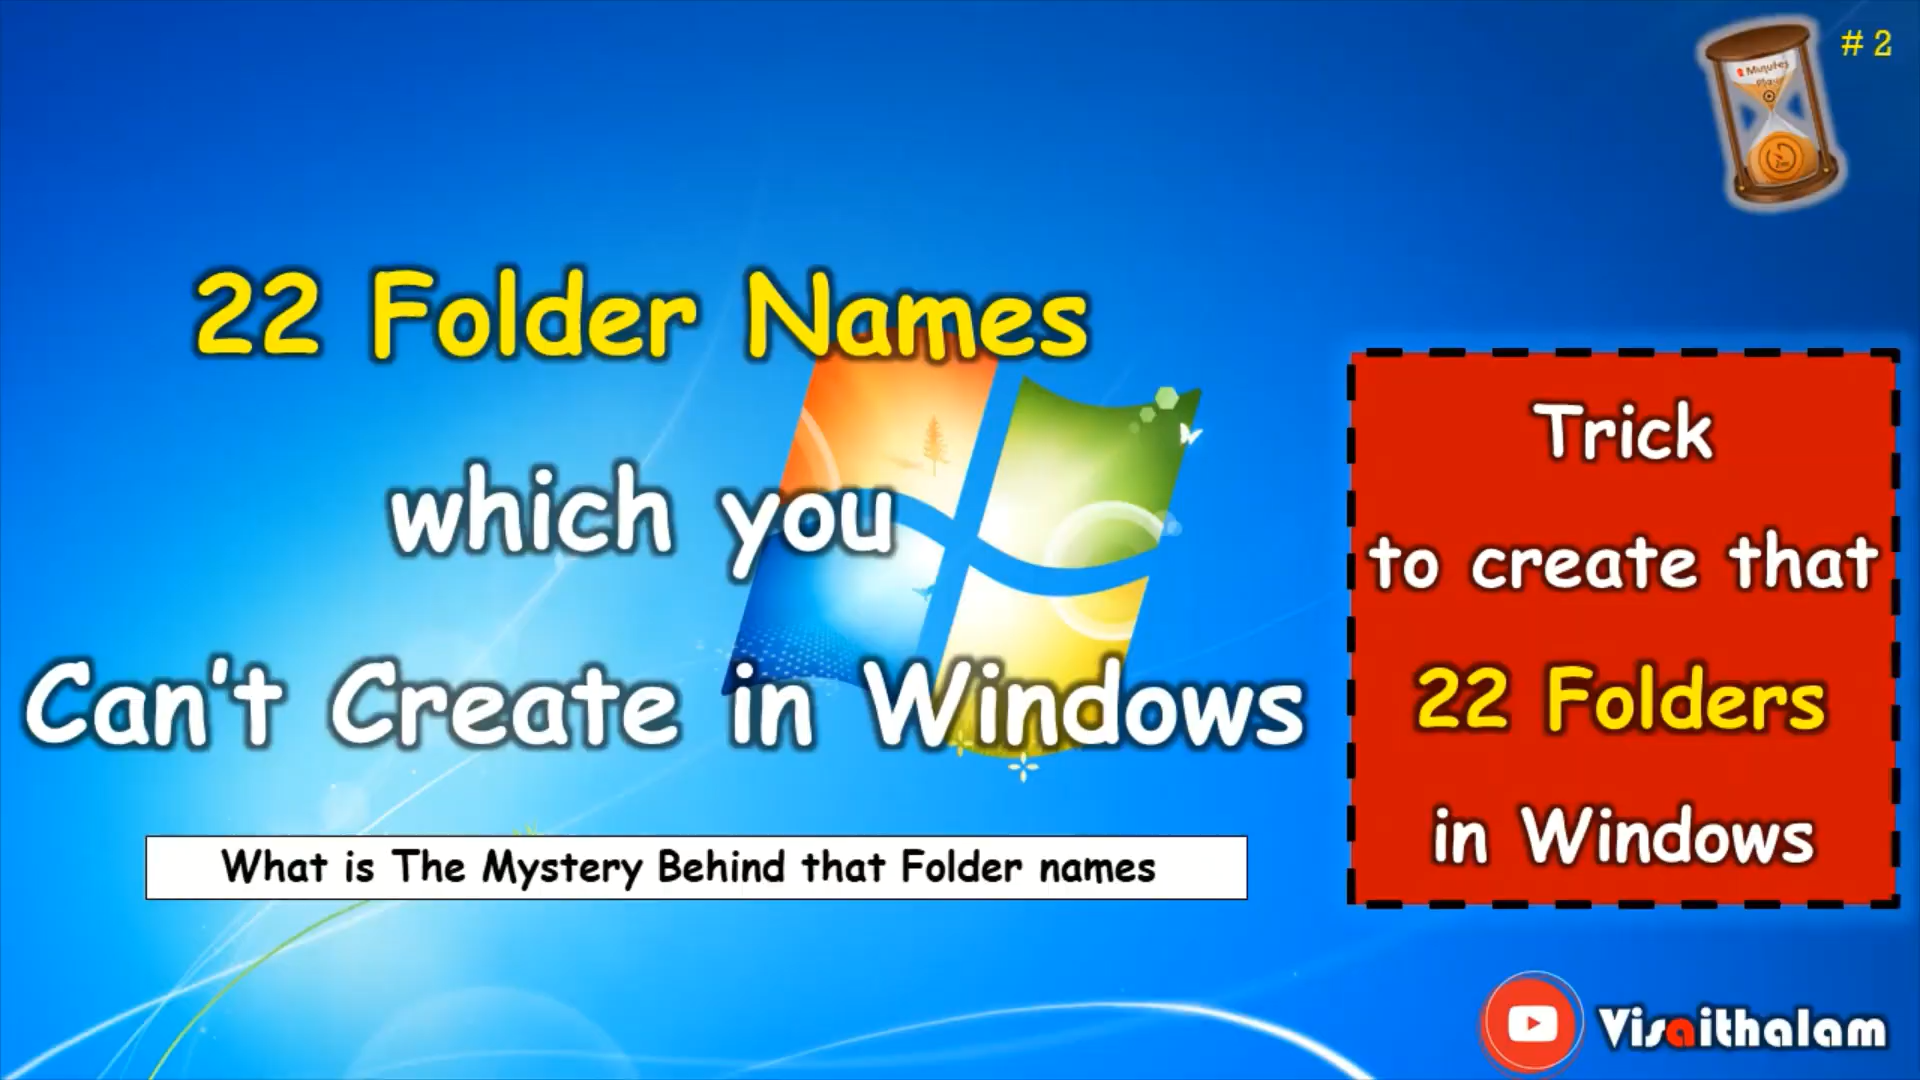 # 2
Minutes
22 Folder Names
which you
Can't Create in Windows
What is The Mystery Behind that Folder names
Trick
to create that
22 Folders
in Windows
Visaithalam